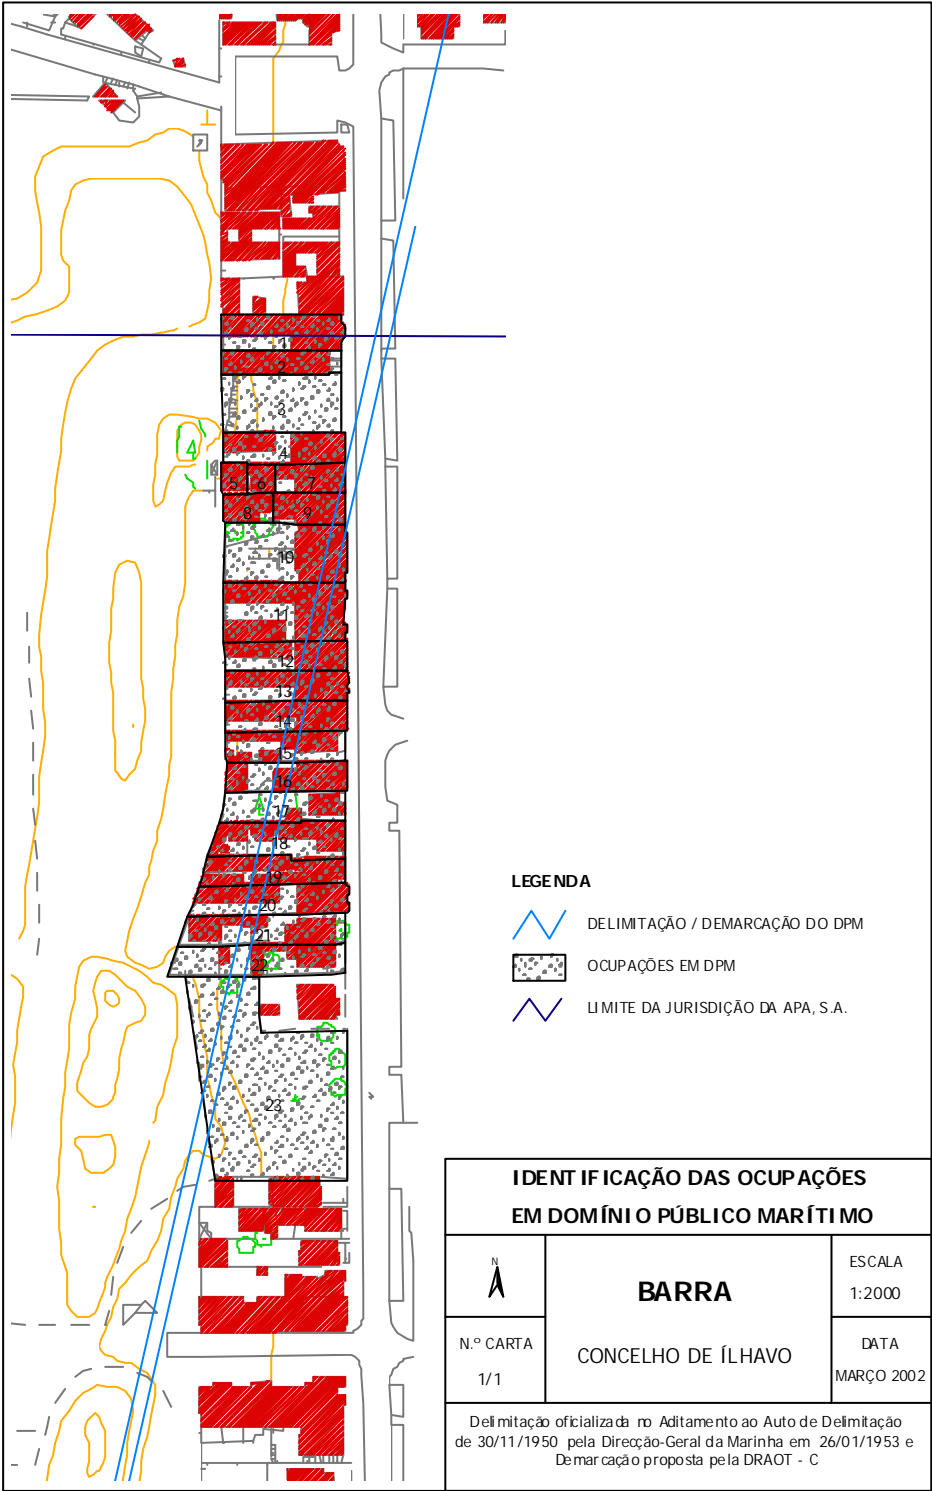 1
2
3
4
5 6 7
8 9
10
11
12
13
14
15
16
17
18
19
20
21
22
23
LEGENDA
DELIMITAÇÃO / DEMARCAÇÃO DO DPM
OCUPAÇÕES EM DPM
LIMITE DA JURISDIÇÃO DA APA, S.A.
IDENTIFICAÇÃO DAS OCUPAÇÕES
EM DOMÍNIO PÚBLICO MARÍTIMO
N
BARRA
CONCELHO DE ÍLHAVO
ESCALA
1:2000
N.º CARTA
1/1
DATA
MARÇO 2002
Delimitação oficializada no Aditamento ao Auto de Delimitação
de 30/11/1950 pela Direcção-Geral da Marinha em 26/01/1953 e
Demarcação proposta pela DRAOT - C